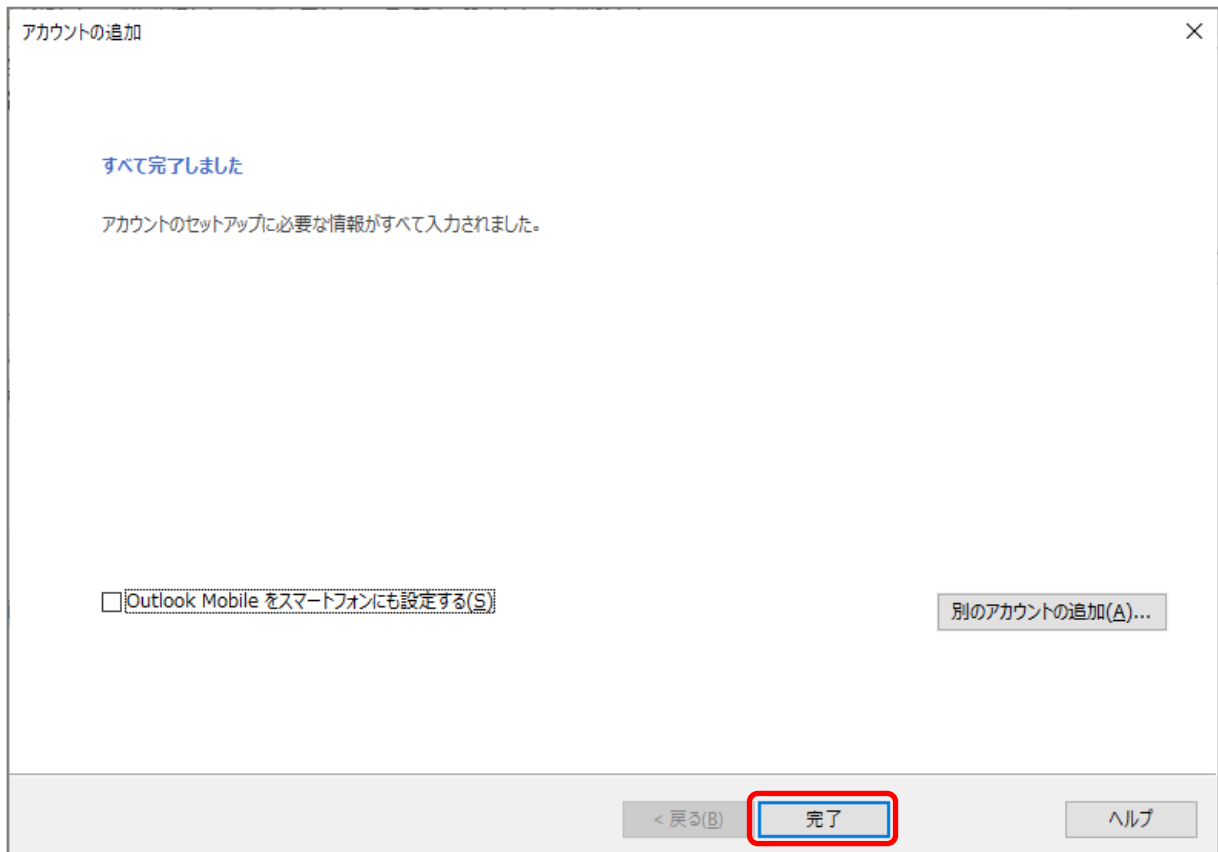 アカウントの追加
すべて完了しました
アカウントのセットアップに必要な情報がすべて入力されました。
Outlook Mobile をスマートフォンにも設定する(S)
別のアカウントの追加(A)...
< 戻る(B)
完了
ヘルプ